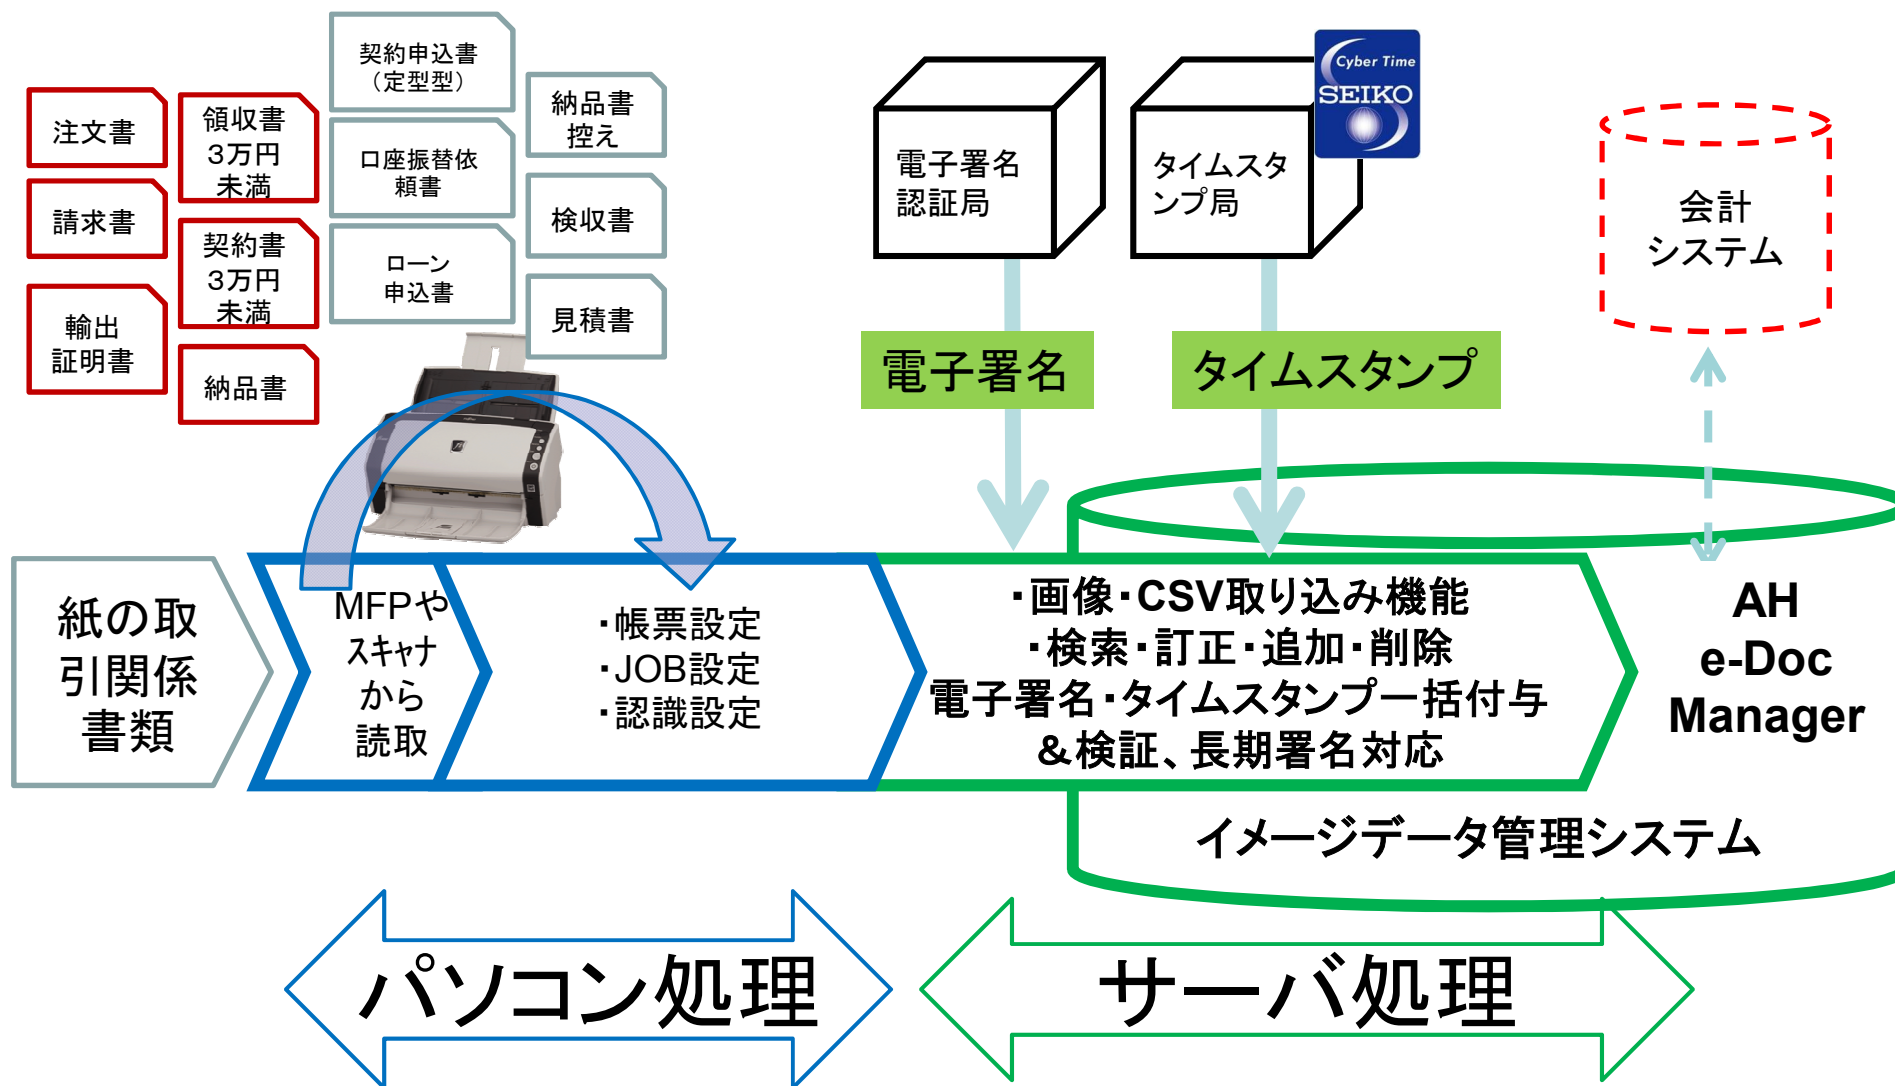 注文書
請求書
輸出
証明書
領収書
３万円
未満
契約書
３万円
未満
納品書
契約申込書
（定型型）
口座振替依
頼書
ローン
申込書
納品書
控え
検収書
見積書
電子署名
認証局
タイムスタ
ンプ局
Cyber Time
SEIKO
会計
システム
電子署名
タイムスタンプ
紙の取
引関係
書類
MFPや
スキャナ
から
読取
・帳票設定
・JOB設定
・認識設定
・画像・CSV取り込み機能
・検索・訂正・追加・削除
電子署名・タイムスタンプ一括付与
＆検証、長期署名対応
AH
e-Doc
Manager
イメージデータ管理システム
パソコン処理
サーバ処理